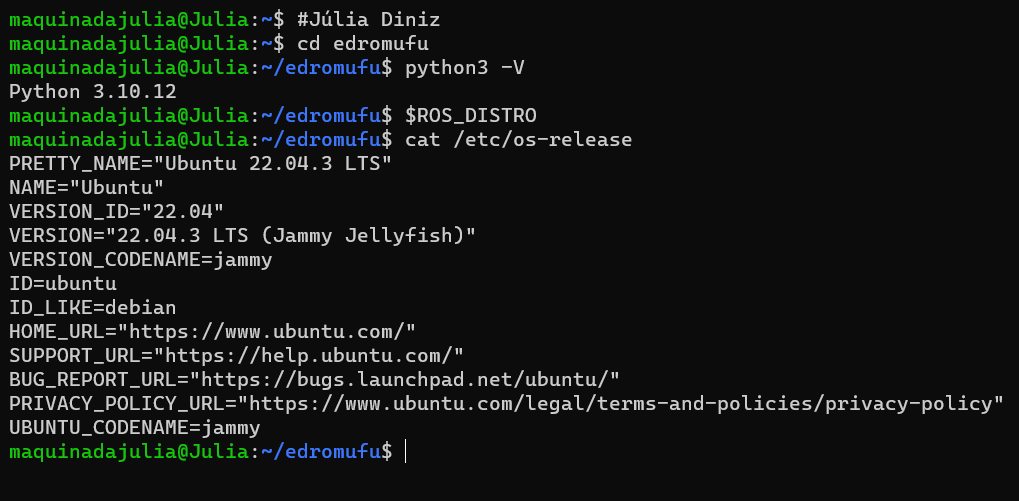 maquinadajulia@Julia:~$ #Júlia Diniz
maquinadajulia@Julia:~$ cd edromufu
maquinadajulia@Julia:~/edromufu$ python3 -V
Python 3.10.12
maquinadajulia@Julia:~/edromufu$ $ROS_DISTRO
maquinadajulia@Julia:~/edromufu$ cat /etc/os-release
PRETTY_NAME="Ubuntu 22.04.3 LTS"
NAME="Ubuntu"
VERSION_ID="22.04"
VERSION="22.04.3 LTS (Jammy Jellyfish)"
VERSION_CODENAME=jammy
ID=ubuntu
ID_LIKE=debian
HOME_URL="https://www.ubuntu.com/"
SUPPORT_URL="https://help.ubuntu.com/"
BUG_REPORT_URL="https://bugs.launchpad.net/ubuntu/"
PRIVACY_POLICY_URL="https://www.ubuntu.com/legal/terms-and-policies/privacy-policy"
UBUNTU_CODENAME=jammy
maquinadajulia@Julia:~/edromufu$